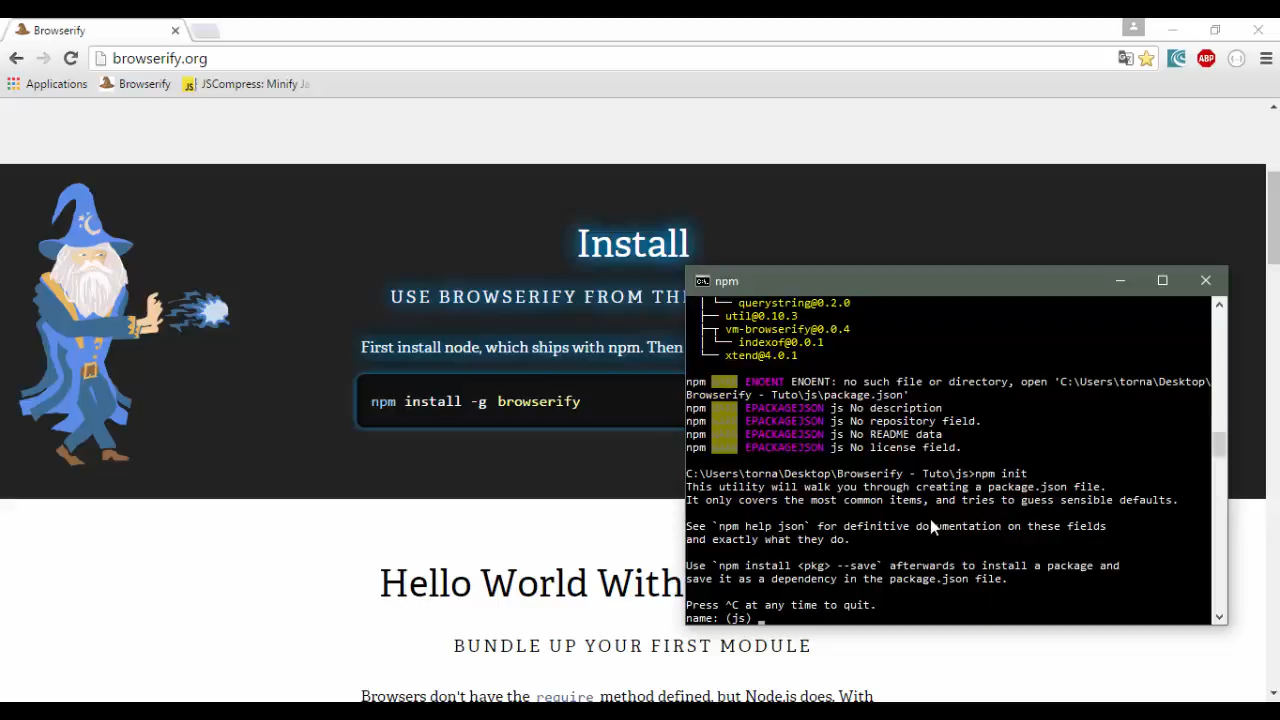 Browserify
browserify.org
Applications
Browserify
JSCompress: Minify Ja
Install
USE BROWSERIFY FROM THE
First install node, which ships with npm. Then
npm install -g browserify
Hello World With
BUNDLE UP YOUR FIRST MODULE
Browsers don't have the require method defined, but Node.js does. With
npm
└── querystring@0.2.0
├── util@0.10.3
├─┬ vm-browserify@0.0.4
│ └── indexof@0.0.1
└── xtend@4.0.1
npm ENOENT ENOENT: no such file or directory, open 'C:\Users\torna\Desktop\
Browserify - Tuto\js\package.json'
npm EPACKAGEJSON js No description
npm EPACKAGEJSON js No repository field.
npm EPACKAGEJSON js No README data
npm EPACKAGEJSON js No license field.
C:\Users\torna\Desktop\Browserify - Tuto\js>npm init
This utility will walk you through creating a package.json file.
It only covers the most common items, and tries to guess sensible defaults.
See `npm help json` for definitive documentation on these fields
and exactly what they do.
Use `npm install <pkg> --save` afterwards to install a package and
save it as a dependency in the package.json file.
Press ^C at any time to quit.
name: (js)
ABP